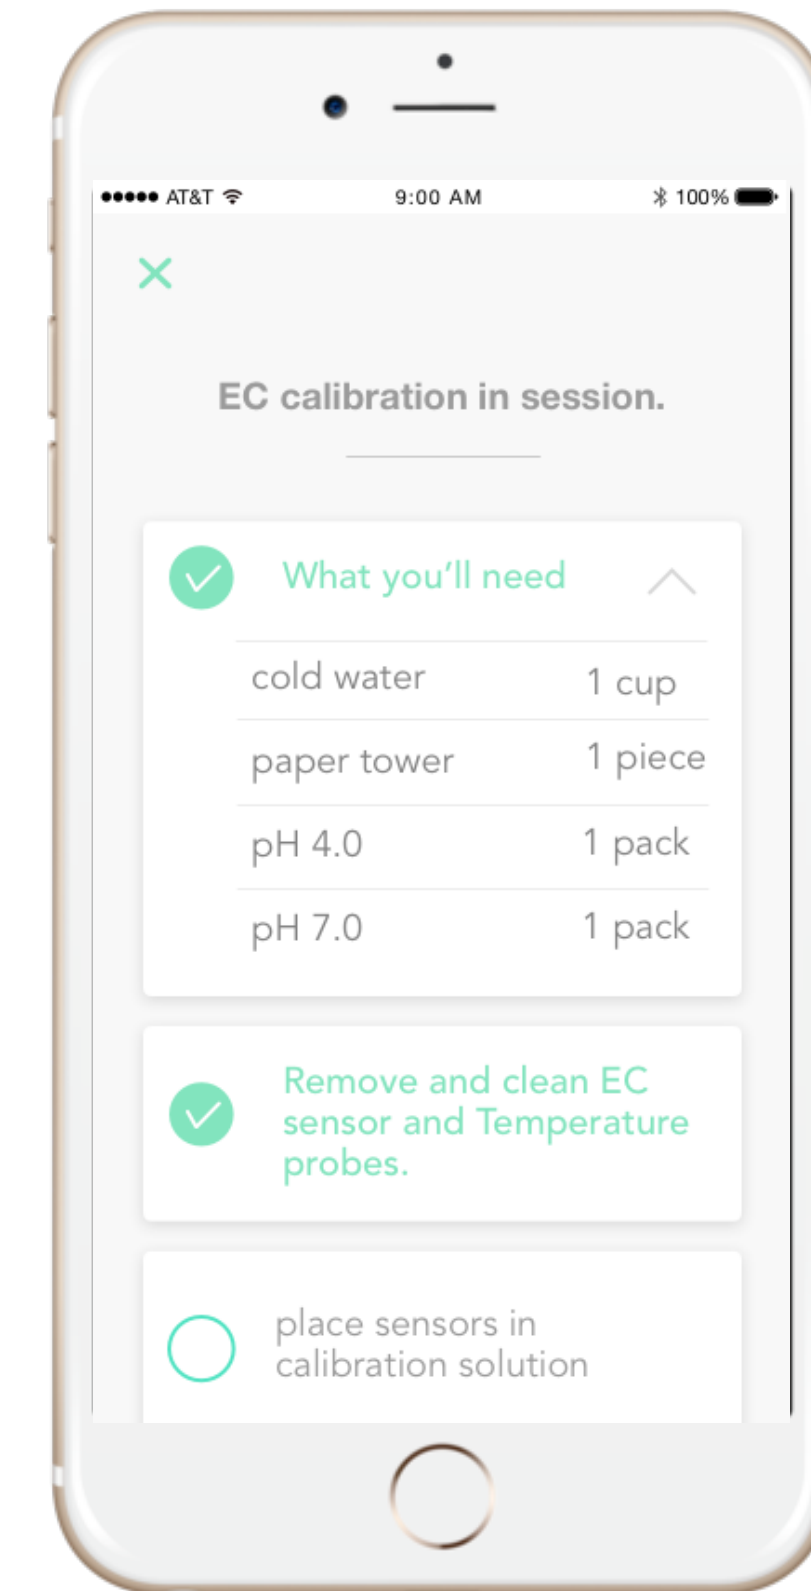 AT&T 9:00 AM 100%
EC calibration in session.
What you'll need
cold water 1 cup
paper tower 1 piece
pH 4.0 1 pack
pH 7.0 1 pack
Remove and clean EC
sensor and Temperature
probes.
place sensors in
calibration solution